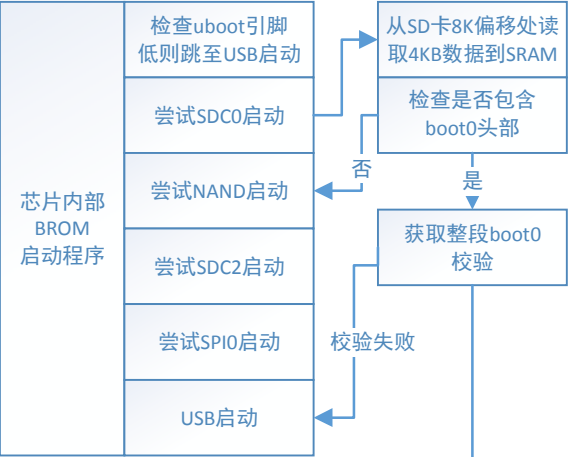 芯片内部
BROM
启动程序
检查uboot引脚
低则跳至USB启动
尝试SDC0启动
尝试NAND启动
尝试SDC2启动
尝试SPI0启动
USB启动
从SD卡8K偏移处读
取4KB数据到SRAM
检查是否包含
boot0头部
否
是
获取整段boot0
校验
校验失败